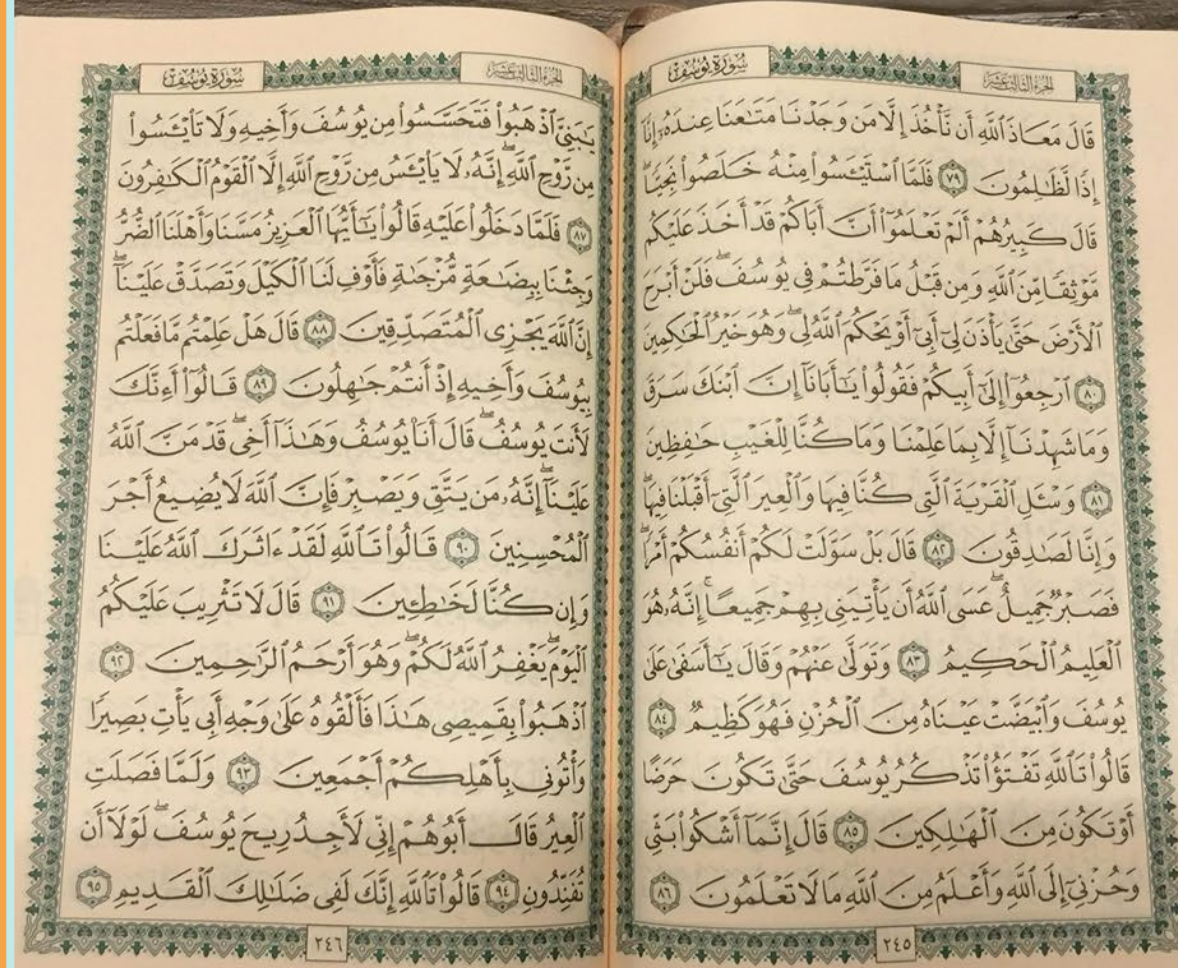 الجزء الثالث عشر
سورة يوسف
قَالَ مَعَاذَ ٱللَّهِ أَن نَّأْخُذَ إِلَّا مَن وَجَدْنَا مَتَٰعَنَا عِندَهُۥٓ إِنَّآ
إِذًا لَّظَٰلِمُونَ ٧٩ فَلَمَّا ٱسْتَيْـَٔسُوا۟ مِنْهُ خَلَصُوا۟ نَجِيًّا ۖ
قَالَ كَبِيرُهُمْ أَلَمْ تَعْلَمُوٓا۟ أَنَّ أَبَاكُمْ قَدْ أَخَذَ عَلَيْكُم
مَّوْثِقًا مِّنَ ٱللَّهِ وَمِن قَبْلُ مَا فَرَّطتُمْ فِى يُوسُفَ ۖ فَلَنْ أَبْرَحَ
ٱلْأَرْضَ حَتَّىٰ يَأْذَنَ لِىٓ أَبِىٓ أَوْ يَحْكُمَ ٱللَّهُ لِى ۖ وَهُوَ خَيْرُ ٱلْحَٰكِمِينَ
٨٠ ٱرْجِعُوٓا۟ إِلَىٰٓ أَبِيكُمْ فَقُولُوا۟ يَٰٓأَبَانَآ إِنَّ ٱبْنَكَ سَرَقَ
وَمَا شَهِدْنَآ إِلَّا بِمَا عَلِمْنَا وَمَا كُنَّا لِلْغَيْبِ حَٰفِظِينَ
٨١ وَسْـَٔلِ ٱلْقَرْيَةَ ٱلَّتِى كُنَّا فِيهَا وَٱلْعِيرَ ٱلَّتِىٓ أَقْبَلْنَا فِيهَا ۖ
وَإِنَّا لَصَٰدِقُونَ ٨٢ قَالَ بَلْ سَوَّلَتْ لَكُمْ أَنفُسُكُمْ أَمْرًا ۖ
فَصَبْرٌ جَمِيلٌ ۖ عَسَى ٱللَّهُ أَن يَأْتِيَنِى بِهِمْ جَمِيعًا ۚ إِنَّهُۥ هُوَ
ٱلْعَلِيمُ ٱلْحَكِيمُ ٨٣ وَتَوَلَّىٰ عَنْهُمْ وَقَالَ يَٰٓأَسَفَىٰ عَلَىٰ
يُوسُفَ وَٱبْيَضَّتْ عَيْنَاهُ مِنَ ٱلْحُزْنِ فَهُوَ كَظِيمٌ ٨٤
قَالُوا۟ تَٱللَّهِ تَفْتَؤُا۟ تَذْكُرُ يُوسُفَ حَتَّىٰ تَكُونَ حَرَضًا
أَوْ تَكُونَ مِنَ ٱلْهَٰلِكِينَ ٨٥ قَالَ إِنَّمَآ أَشْكُوا۟ بَثِّى
وَحُزْنِىٓ إِلَى ٱللَّهِ وَأَعْلَمُ مِنَ ٱللَّهِ مَا لَا تَعْلَمُونَ ٨٦
٢٤٥
الجزء الثالث عشر
سورة يوسف
يَٰبَنِىَّ ٱذْهَبُوا۟ فَتَحَسَّسُوا۟ مِن يُوسُفَ وَأَخِيهِ وَلَا تَا۟يْـَٔسُوا۟
مِن رَّوْحِ ٱللَّهِ ۖ إِنَّهُۥ لَا يَا۟يْـَٔسُ مِن رَّوْحِ ٱللَّهِ إِلَّا ٱلْقَوْمُ ٱلْكَٰفِرُونَ
٨٧ فَلَمَّا دَخَلُوا۟ عَلَيْهِ قَالُوا۟ يَٰٓأَيُّهَا ٱلْعَزِيزُ مَسَّنَا وَأَهْلَنَا ٱلضُّرُّ
وَجِئْنَا بِبِضَٰعَةٍ مُّزْجَىٰةٍ فَأَوْفِ لَنَا ٱلْكَيْلَ وَتَصَدَّقْ عَلَيْنَآ ۖ
إِنَّ ٱللَّهَ يَجْزِى ٱلْمُتَصَدِّقِينَ ٨٨ قَالَ هَلْ عَلِمْتُم مَّا فَعَلْتُم
بِيُوسُفَ وَأَخِيهِ إِذْ أَنتُمْ جَٰهِلُونَ ٨٩ قَالُوٓا۟ أَءِنَّكَ
لَأَنتَ يُوسُفُ ۖ قَالَ أَنَا۠ يُوسُفُ وَهَٰذَآ أَخِى ۖ قَدْ مَنَّ ٱللَّهُ
عَلَيْنَآ ۖ إِنَّهُۥ مَن يَتَّقِ وَيَصْبِرْ فَإِنَّ ٱللَّهَ لَا يُضِيعُ أَجْرَ
ٱلْمُحْسِنِينَ ٩٠ قَالُوا۟ تَٱللَّهِ لَقَدْ ءَاثَرَكَ ٱللَّهُ عَلَيْنَا
وَإِن كُنَّا لَخَٰطِـِٔينَ ٩١ قَالَ لَا تَثْرِيبَ عَلَيْكُمُ
ٱلْيَوْمَ ۖ يَغْفِرُ ٱللَّهُ لَكُمْ ۖ وَهُوَ أَرْحَمُ ٱلرَّٰحِمِينَ ٩٢
ٱذْهَبُوا۟ بِقَمِيصِى هَٰذَا فَأَلْقُوهُ عَلَىٰ وَجْهِ أَبِى يَأْتِ بَصِيرًا
وَأْتُونِى بِأَهْلِكُمْ أَجْمَعِينَ ٩٣ وَلَمَّا فَصَلَتِ
ٱلْعِيرُ قَالَ أَبُوهُمْ إِنِّى لَأَجِدُ رِيحَ يُوسُفَ ۖ لَوْلَآ أَن
تُفَنِّدُونِ ٩٤ قَالُوا۟ تَٱللَّهِ إِنَّكَ لَفِى ضَلَٰلِكَ ٱلْقَدِيمِ ٩٥
٢٤٦